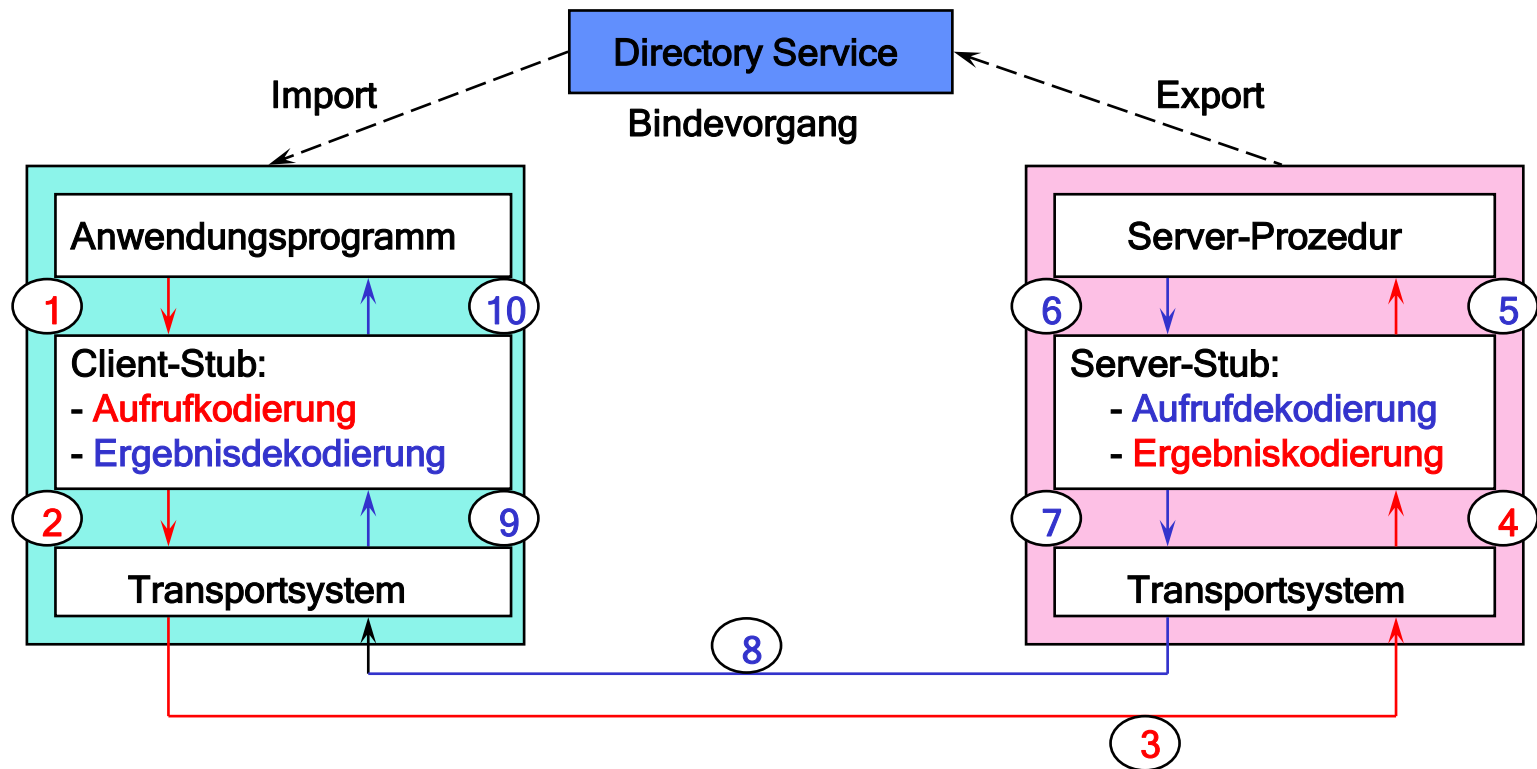 Directory Service
Import
Export
Bindevorgang
Anwendungsprogramm
Server-Prozedur
1
10
6
5
Client-Stub:
- Aufrufkodierung
- Ergebnisdekodierung
Server-Stub:
- Aufrufdekodierung
- Ergebniskodierung
2
9
7
4
Transportsystem
Transportsystem
8
3